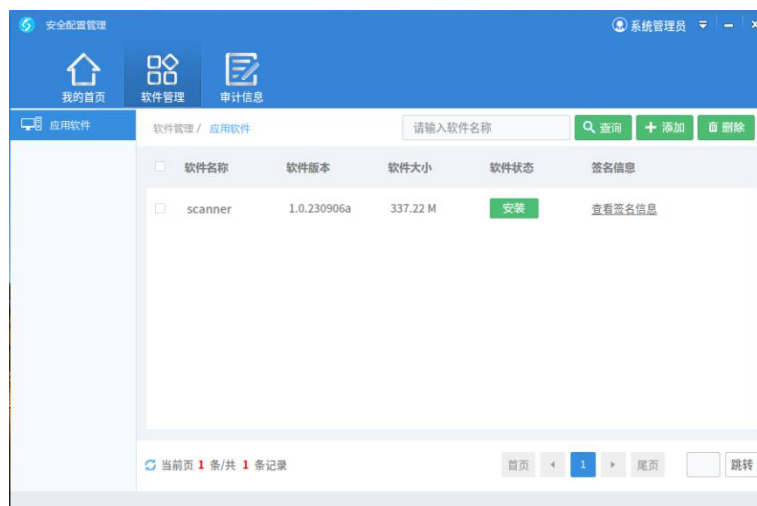 安全配置管理 系统管理员
我的首页 软件管理 审计信息
应用软件 软件管理 / 应用软件 请输入软件名称 查询 添加 删除
软件名称 软件版本 软件大小 软件状态 签名信息
scanner 1.0.230906a 337.22 M 安装 查看签名信息
当前页 1 条/共 1 条记录 首页 1 尾页 跳转